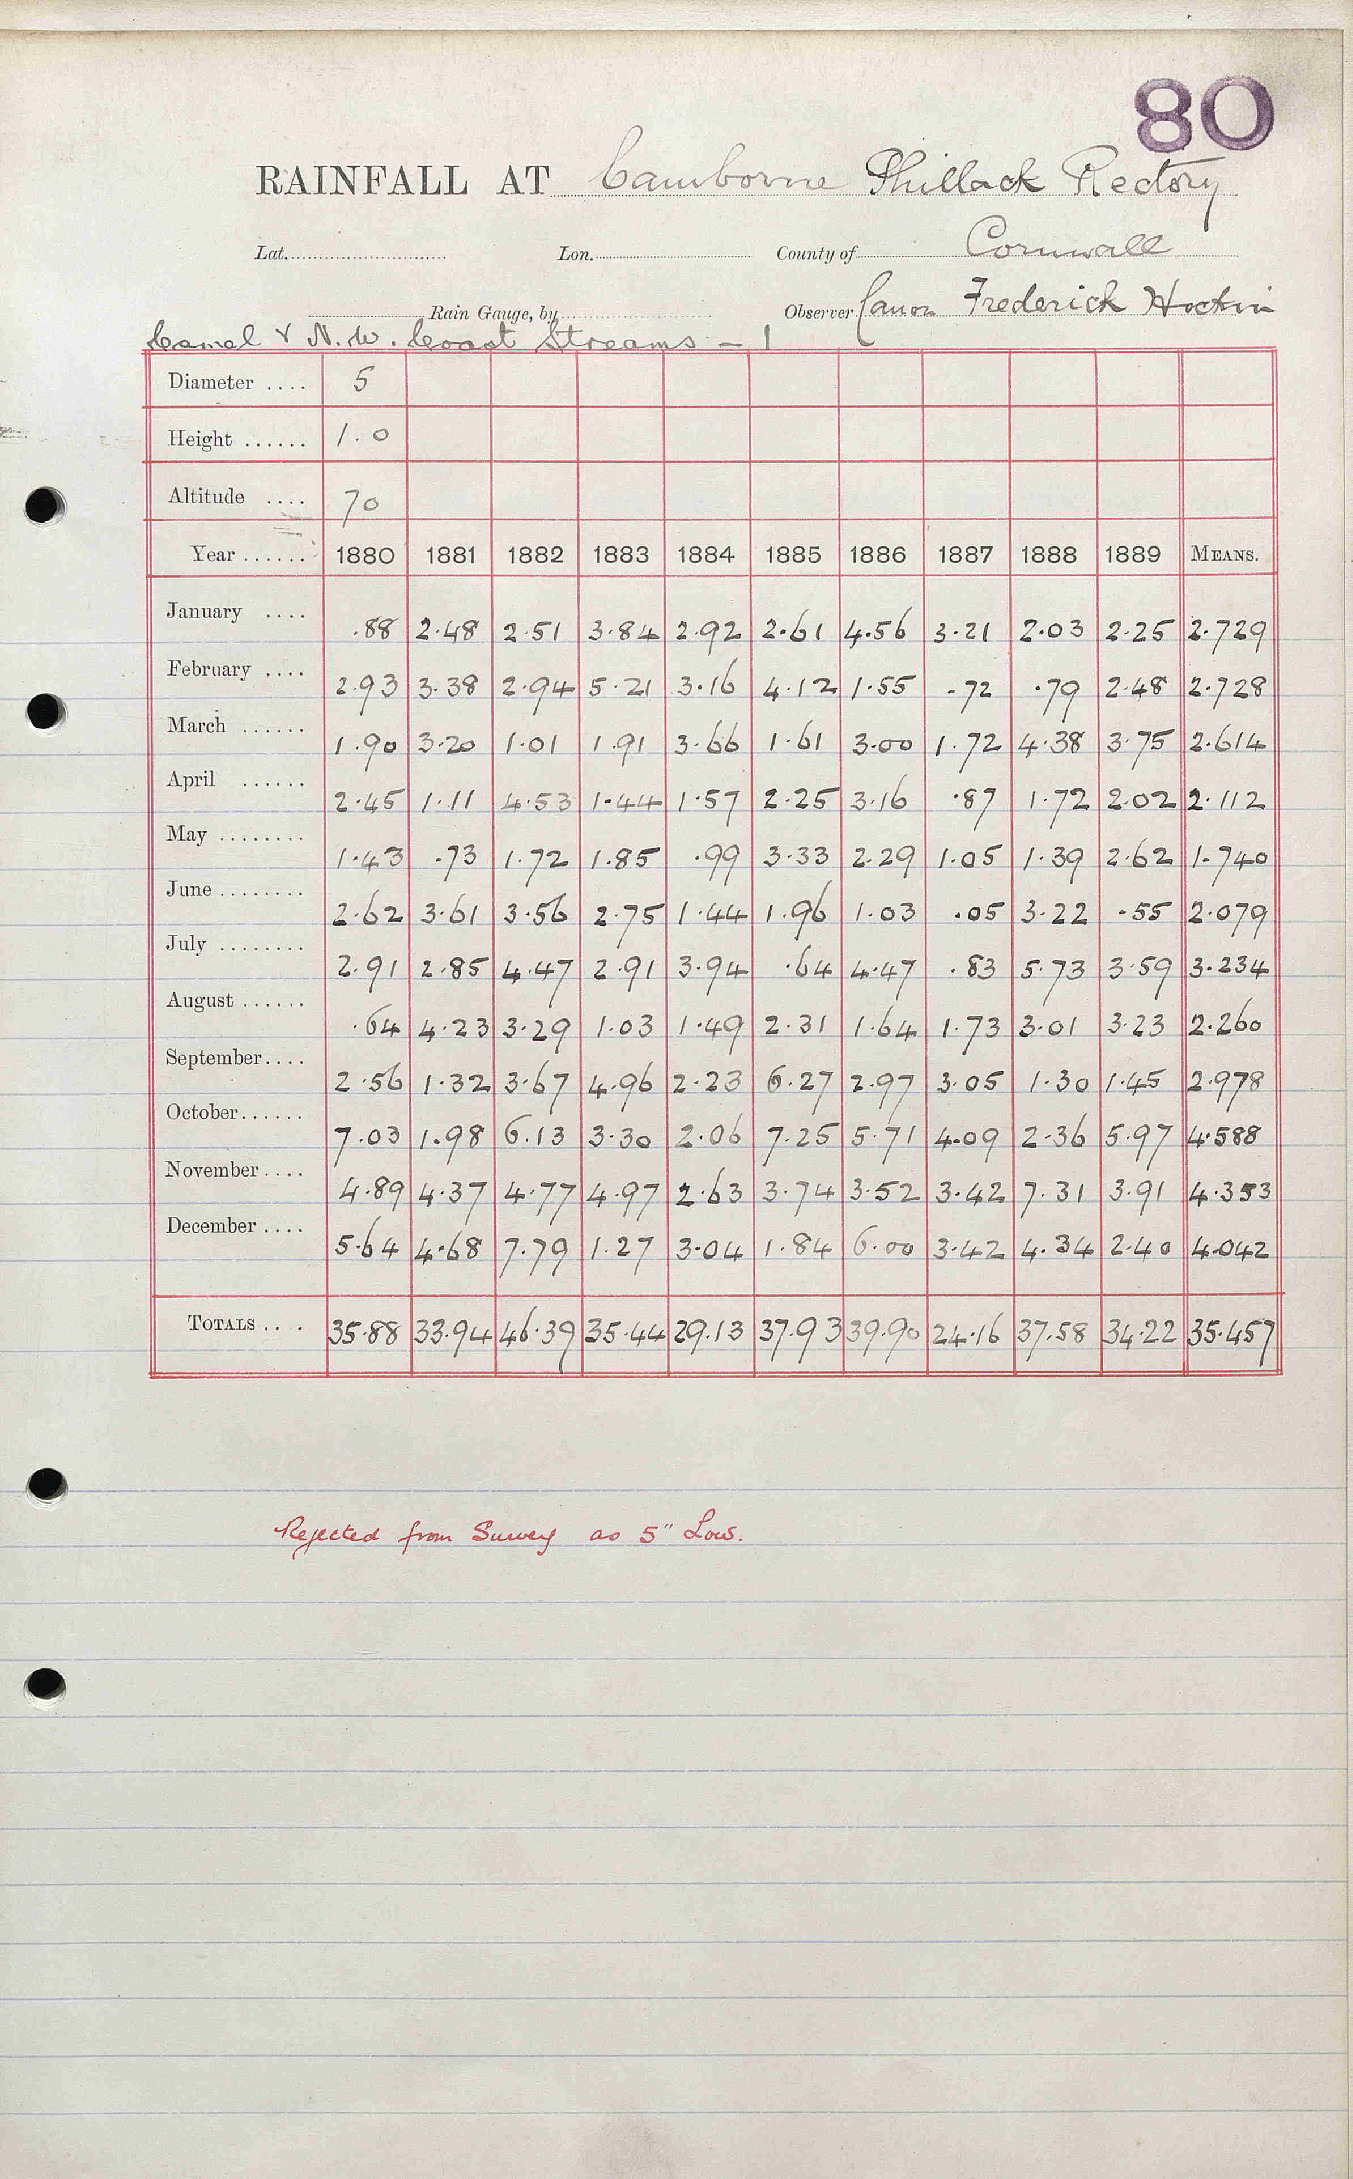 80
RAINFALL AT Camborne Phillack Rectory
Lat. Lon. County of Cornwall
Rain Gauge, by Observer Canon Frederick Hockin
Camel & N.W. Coast Streams - 1
Diameter .... 5
Height ...... 1.0
Altitude .... 70
Year ...... 1880 1881 1882 1883 1884 1885 1886 1887 1888 1889 MEANS.
January .... .88 2.48 2.51 3.84 2.92 2.61 4.56 3.21 2.03 2.25 2.729
February .... 2.93 3.38 2.94 5.21 3.16 4.12 1.55 .72 .79 2.48 2.728
March ...... 1.90 3.20 1.01 1.91 3.66 1.61 3.00 1.72 4.38 3.75 2.614
April ...... 2.45 1.11 4.53 1.44 1.57 2.25 3.16 .87 1.72 2.02 2.112
May ........ 1.43 .73 1.72 1.85 .99 3.33 2.29 1.05 1.39 2.62 1.740
June ........ 2.62 3.61 3.56 2.75 1.44 1.96 1.03 .05 3.22 .55 2.079
July ........ 2.91 2.85 4.47 2.91 3.94 .64 4.47 .83 5.73 3.59 3.234
August ...... .64 4.23 3.29 1.03 1.49 2.31 1.64 1.73 3.01 3.23 2.260
September.... 2.56 1.32 3.67 4.96 2.23 6.27 2.97 3.05 1.30 1.45 2.978
October...... 7.03 1.98 6.13 3.30 2.06 7.25 5.71 4.09 2.36 5.97 4.588
November.... 4.89 4.37 4.77 4.97 2.63 3.74 3.52 3.42 7.31 3.91 4.353
December .... 5.64 4.68 7.79 1.27 3.04 1.84 6.00 3.42 4.34 2.40 4.042
TOTALS .... 35.88 33.94 46.39 35.44 29.13 37.93 39.90 24.16 37.58 34.22 35.457
Rejected from Survey as 5" Low.